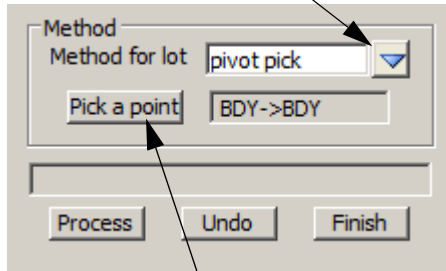 Method
Method for lot pivot pick
Pick a point BDY->BDY
Process Undo Finish